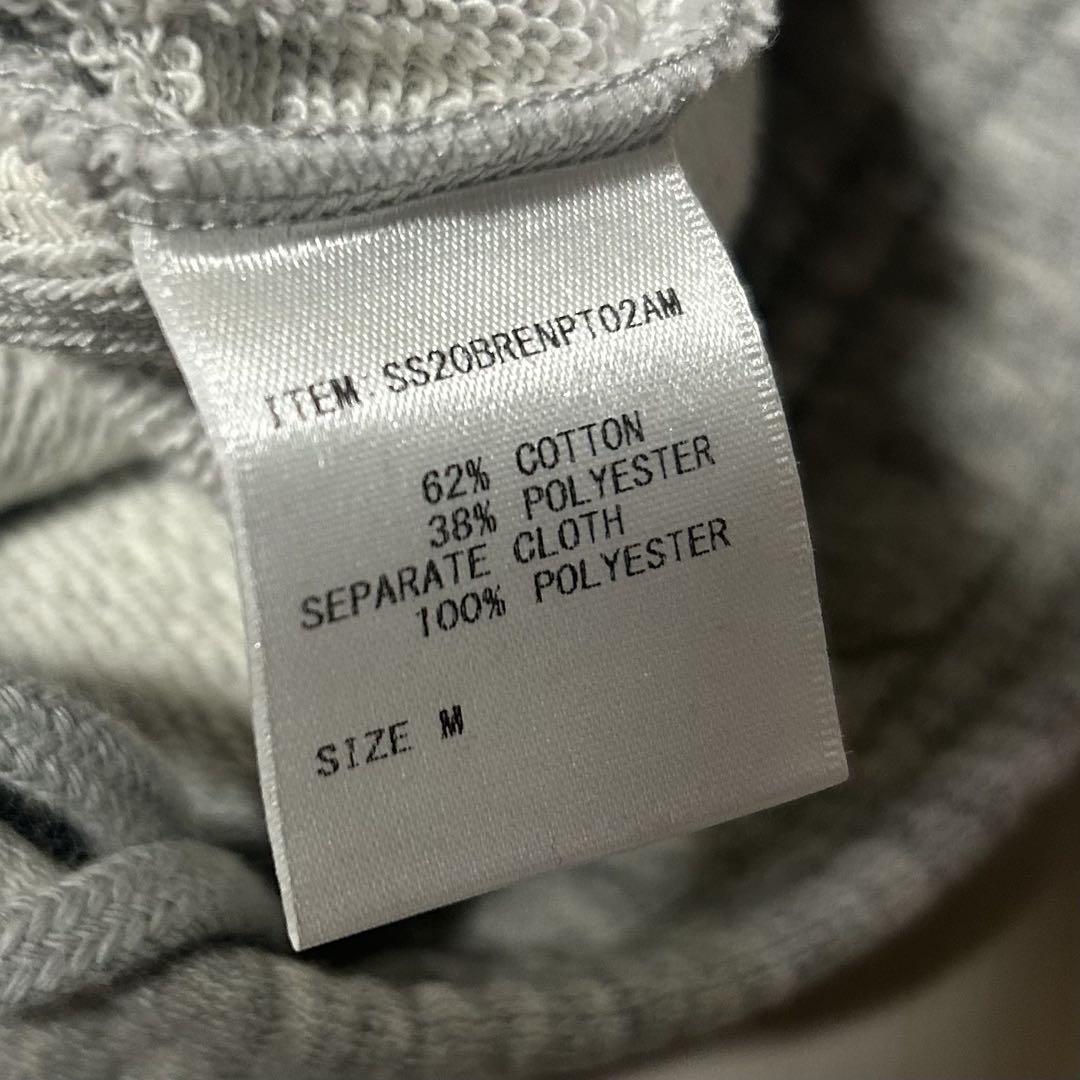 ITEM SS20BRENPT02AM
62% COTTON
38% POLYESTER
SEPARATE CLOTH
100% POLYESTER
SIZE M